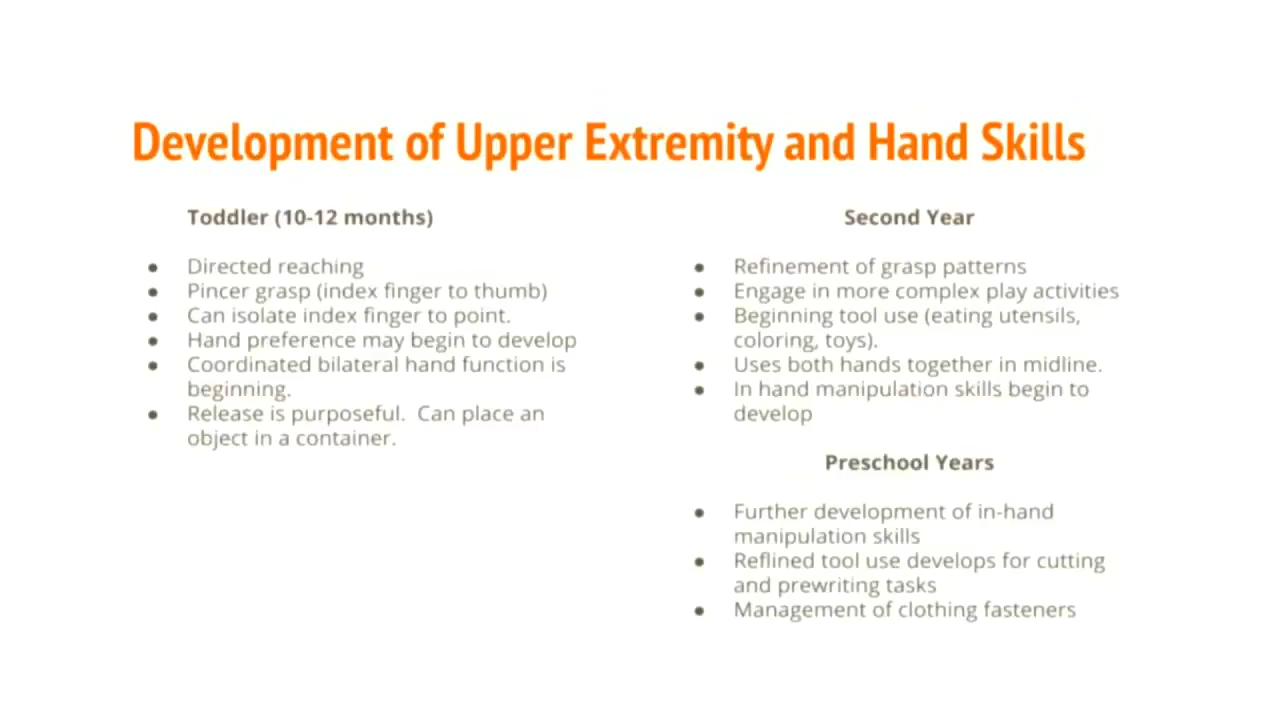 Development of Upper Extremity and Hand Skills
Toddler (10-12 months)
● Directed reaching
● Pincer grasp (index finger to thumb)
● Can isolate index finger to point.
● Hand preference may begin to develop
● Coordinated bilateral hand function is
beginning.
● Release is purposeful.  Can place an
object in a container.
Second Year
● Refinement of grasp patterns
● Engage in more complex play activities
● Beginning tool use (eating utensils,
coloring, toys).
● Uses both hands together in midline.
● In hand manipulation skills begin to
develop
Preschool Years
● Further development of in-hand
manipulation skills
● Reflined tool use develops for cutting
and prewriting tasks
● Management of clothing fasteners